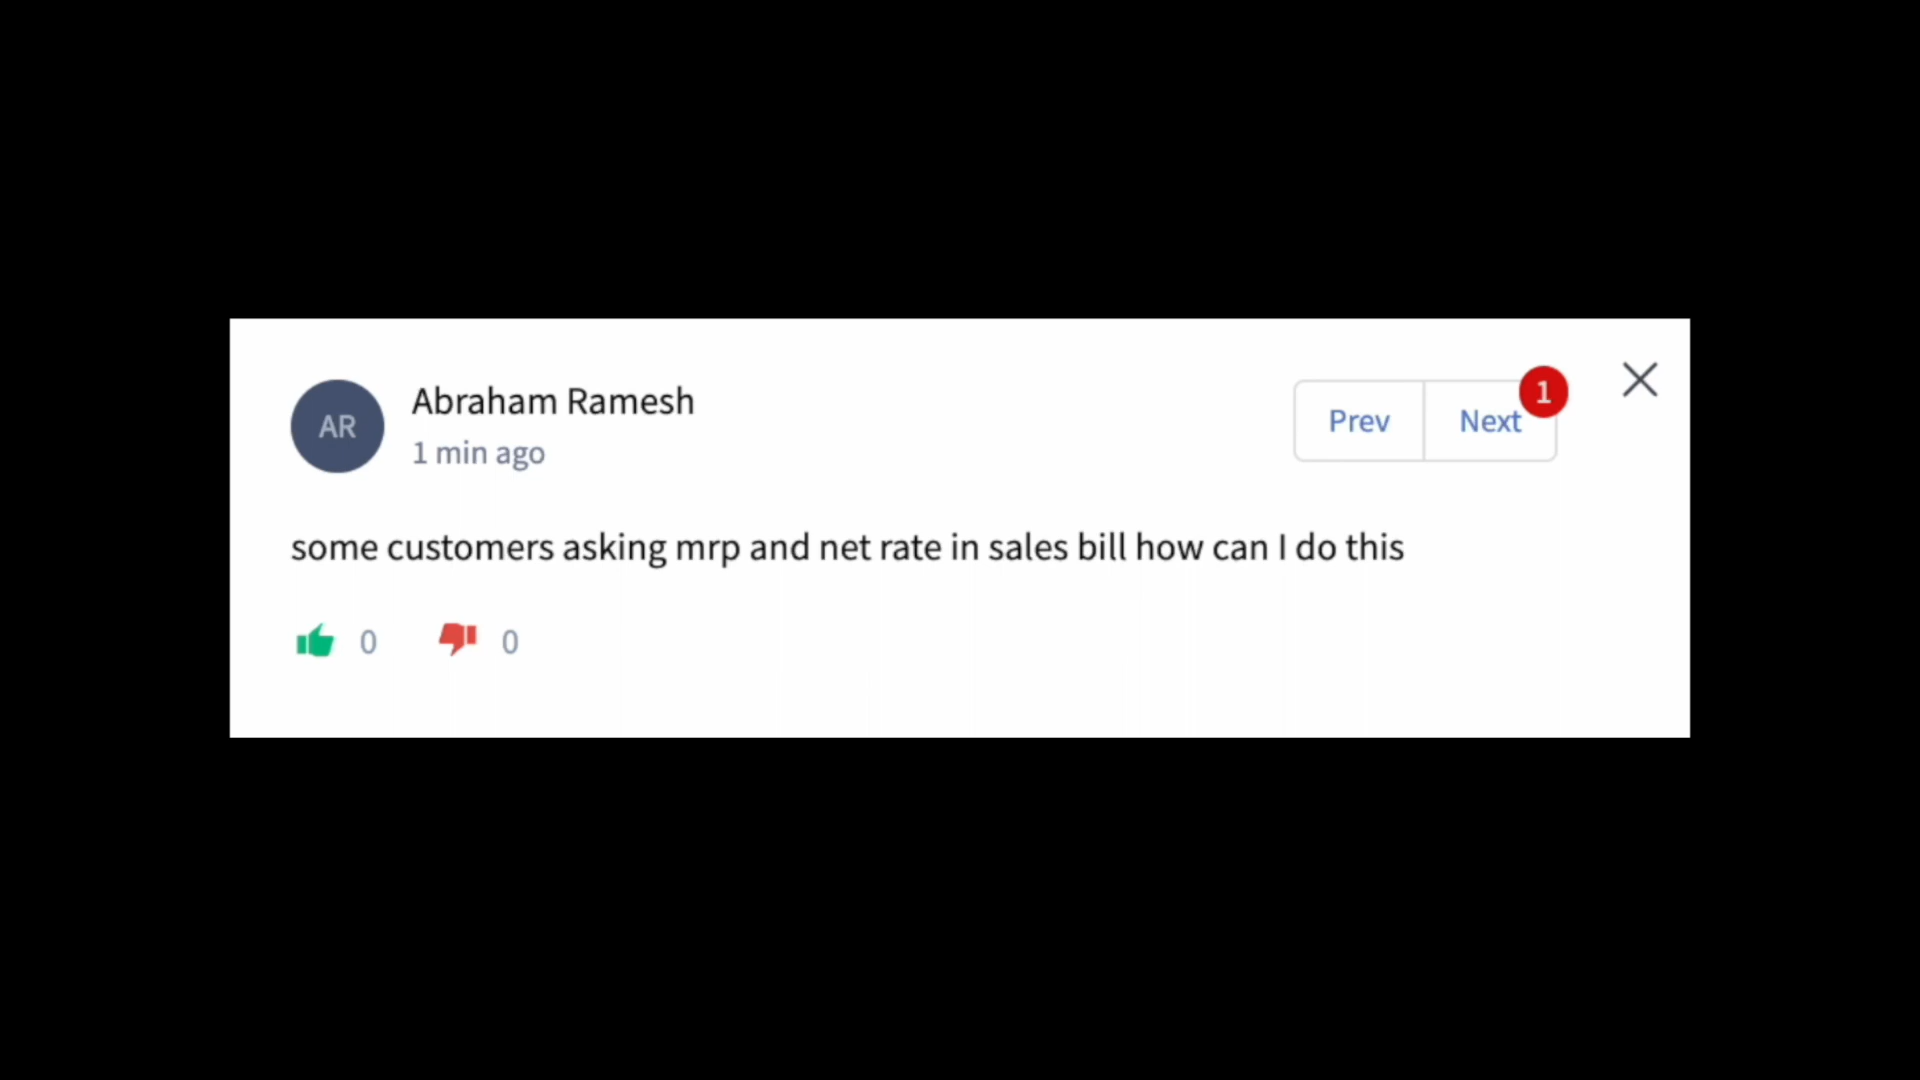 AR
Abraham Ramesh
1 min ago
Prev
Next
1
some customers asking mrp and net rate in sales bill how can I do this
0
0